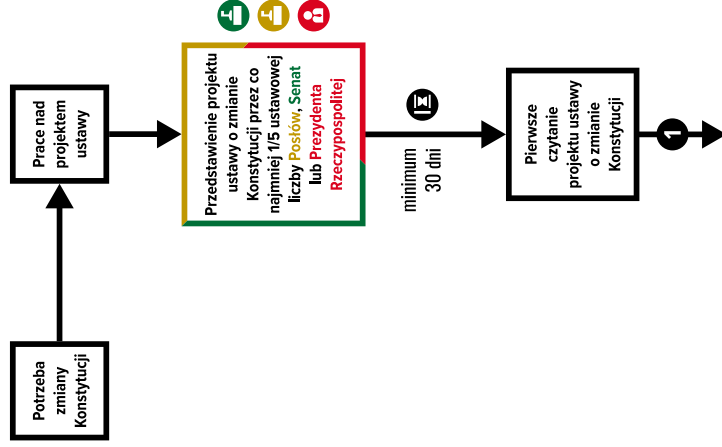 Potrzeba
zmiany
Konstytucji
Prace nad
projektem
ustawy
Przedstawienie projektu
ustawy o zmianie
Konstytucji przez co
najmniej 1/5 ustawowej
liczby Posłów, Senat
lub Prezydenta
Rzeczypospolitej
minimum
30 dni
Pierwsze
czytanie
projektu ustawy
o zmianie
Konstytucji
1